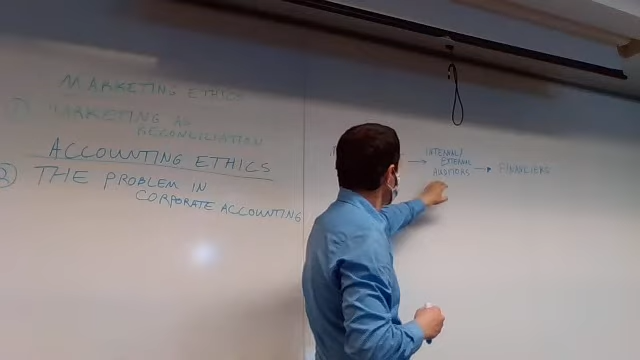 MARKETING ETHICS
1 MARKETING AS
RECONCILIATION
ACCOUNTING ETHICS
2 THE PROBLEM IN
CORPORATE ACCOUNTING
INTERNAL/
EXTERNAL
AUDITORS
FINANCIERS